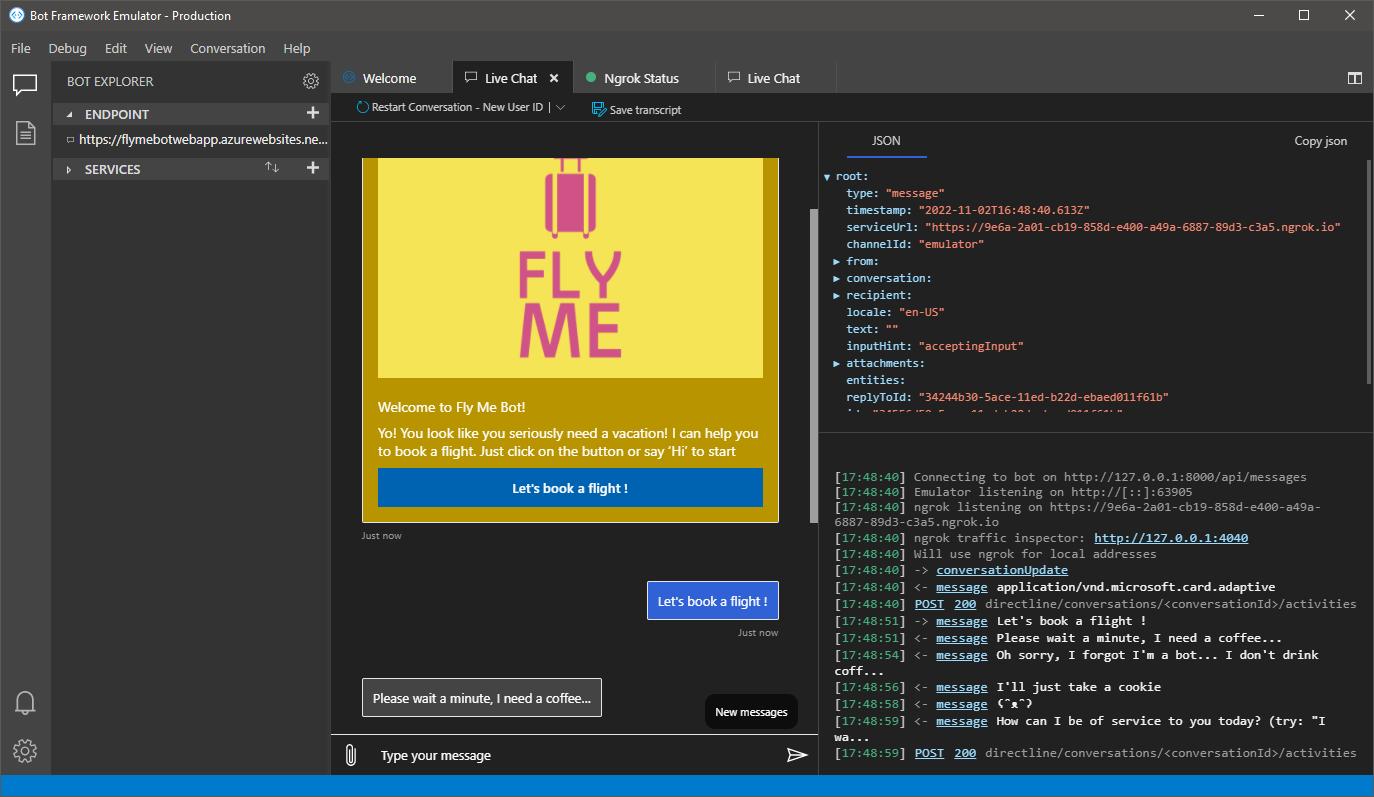 Bot Framework Emulator - Production
File Debug Edit View Conversation Help
BOT EXPLORER
ENDPOINT
https://flymebotwebapp.azurewebsites.ne...
SERVICES
Welcome
Live Chat
Ngrok Status
Live Chat
Restart Conversation - New User ID
Save transcript
FLY
ME
Welcome to Fly Me Bot!
Yo! You look like you seriously need a vacation! I can help you
to book a flight. Just click on the button or say ‘Hi’ to start
Let's book a flight !
Just now
Let's book a flight !
Just now
Please wait a minute, I need a coffee...
New messages
Type your message
JSON
Copy json
root:
type: "message"
timestamp: "2022-11-02T16:48:40.613Z"
serviceUrl: "https://9e6a-2a01-cb19-858d-e400-a49a-6887-89d3-c3a5.ngrok.io"
channelId: "emulator"
from:
conversation:
recipient:
locale: "en-US"
text: ""
inputHint: "acceptingInput"
attachments:
entities:
replyToId: "34244b30-5ace-11ed-b22d-ebaed011f61b"
[17:48:40] Connecting to bot on http://127.0.0.1:8000/api/messages
[17:48:40] Emulator listening on http://[::]:63905
[17:48:40] ngrok listening on https://9e6a-2a01-cb19-858d-e400-a49a-
6887-89d3-c3a5.ngrok.io
[17:48:40] ngrok traffic inspector: http://127.0.0.1:4040
[17:48:40] Will use ngrok for local addresses
[17:48:40] -> conversationUpdate
[17:48:40] <- message application/vnd.microsoft.card.adaptive
[17:48:40] POST 200 directline/conversations/<conversationId>/activities
[17:48:51] -> message Let's book a flight !
[17:48:51] <- message Please wait a minute, I need a coffee...
[17:48:54] <- message Oh sorry, I forgot I'm a bot... I don't drink
coff...
[17:48:56] <- message I'll just take a cookie
[17:48:58] <- message ʕᵔᴥᵔʔ
[17:48:59] <- message How can I be of service to you today? (try: "I
wa...
[17:48:59] POST 200 directline/conversations/<conversationId>/activities